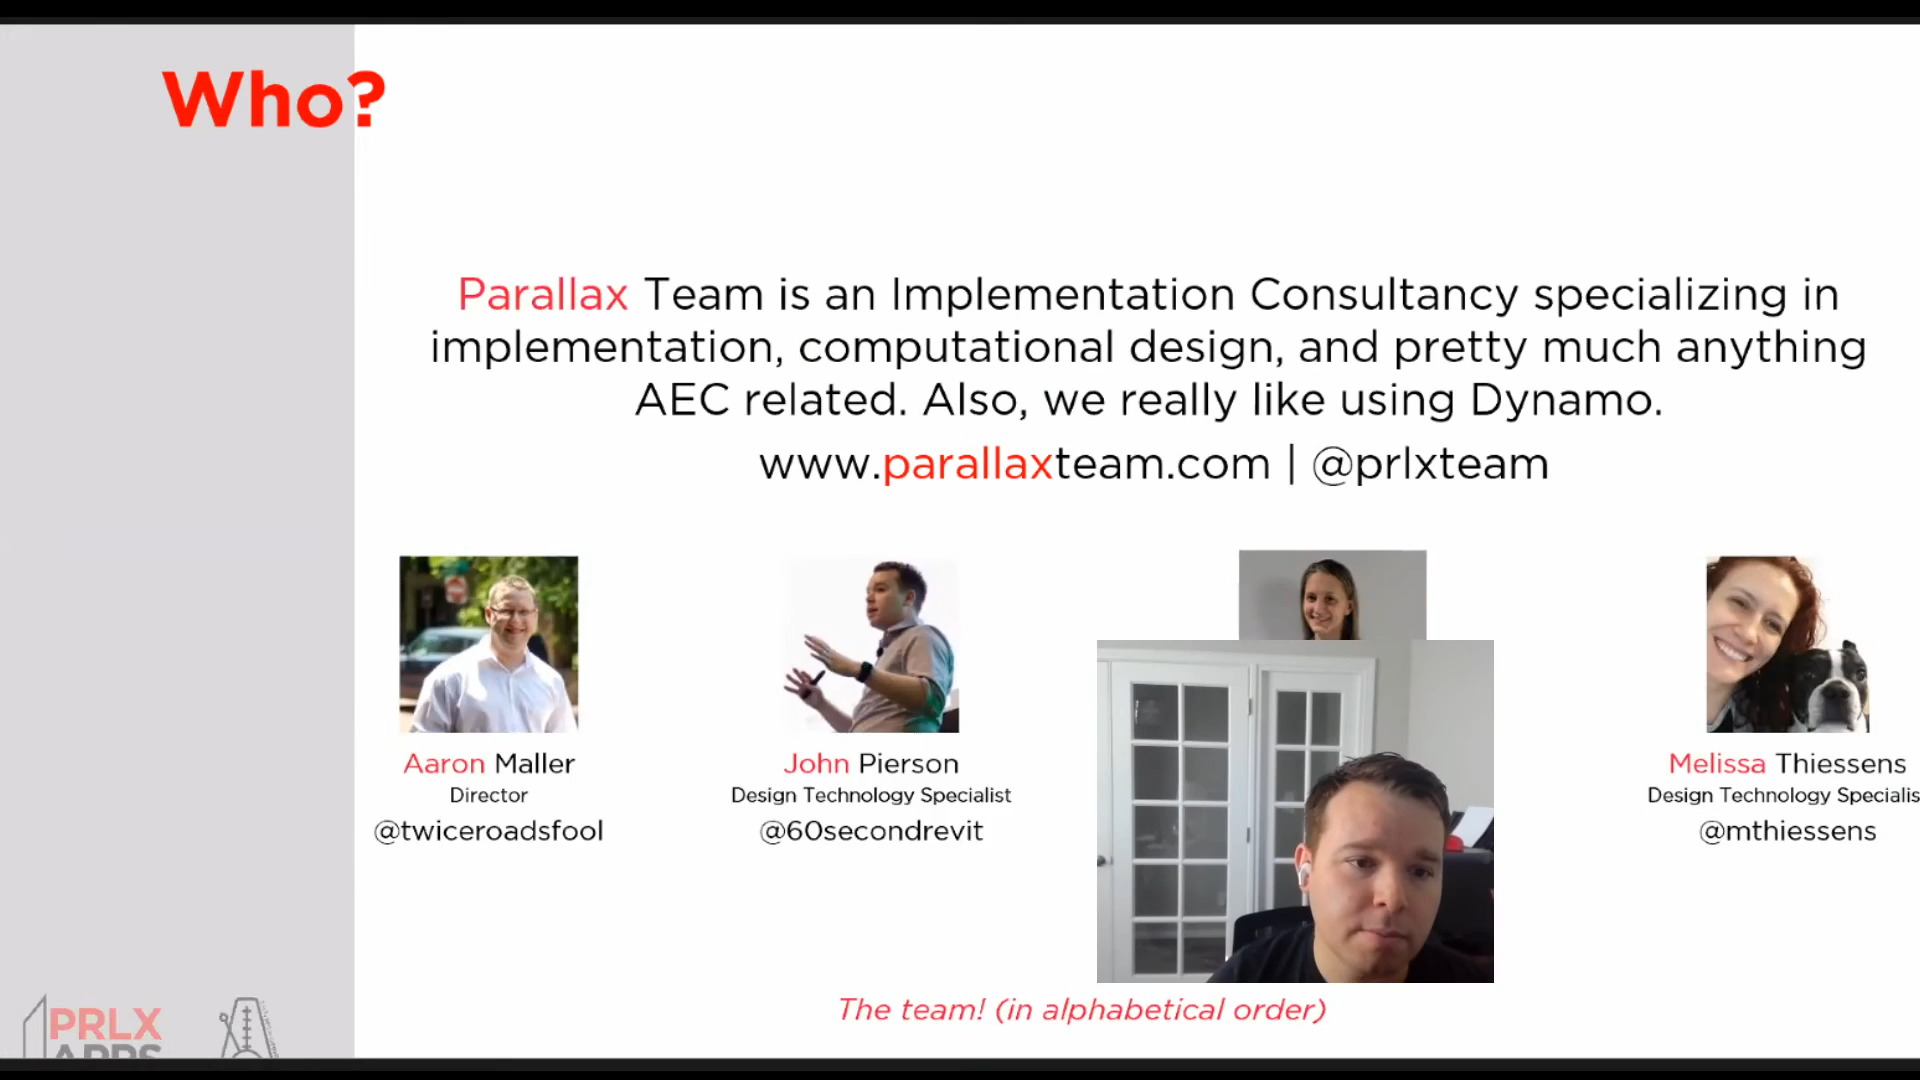 Who?
Parallax Team is an Implementation Consultancy specializing in
implementation, computational design, and pretty much anything
AEC related. Also, we really like using Dynamo.
www.parallaxteam.com | @prlxteam
Aaron Maller
Director
@twiceroadsfool
John Pierson
Design Technology Specialist
@60secondrevit
Melissa Thiessens
Design Technology Specialis
@mthiessens
The team! (in alphabetical order)
PRLX
APPS